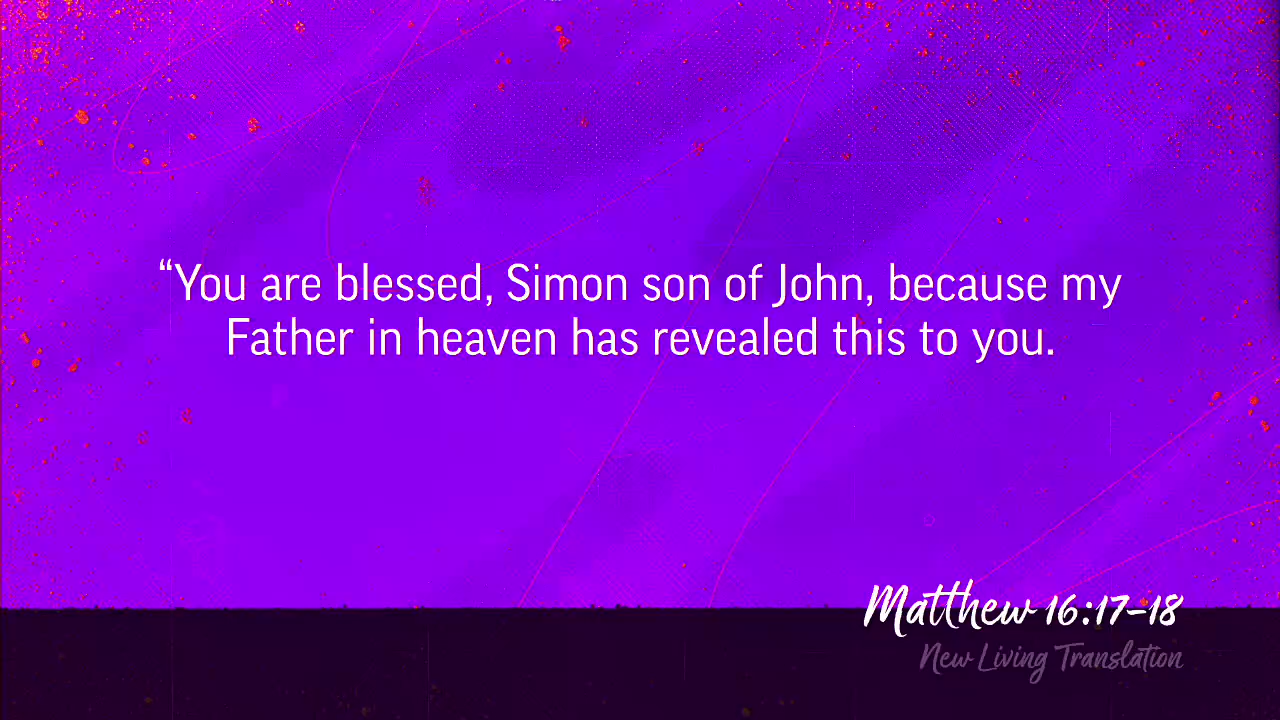 “You are blessed, Simon son of John, because my
Father in heaven has revealed this to you.
Matthew 16:17-18
New Living Translation